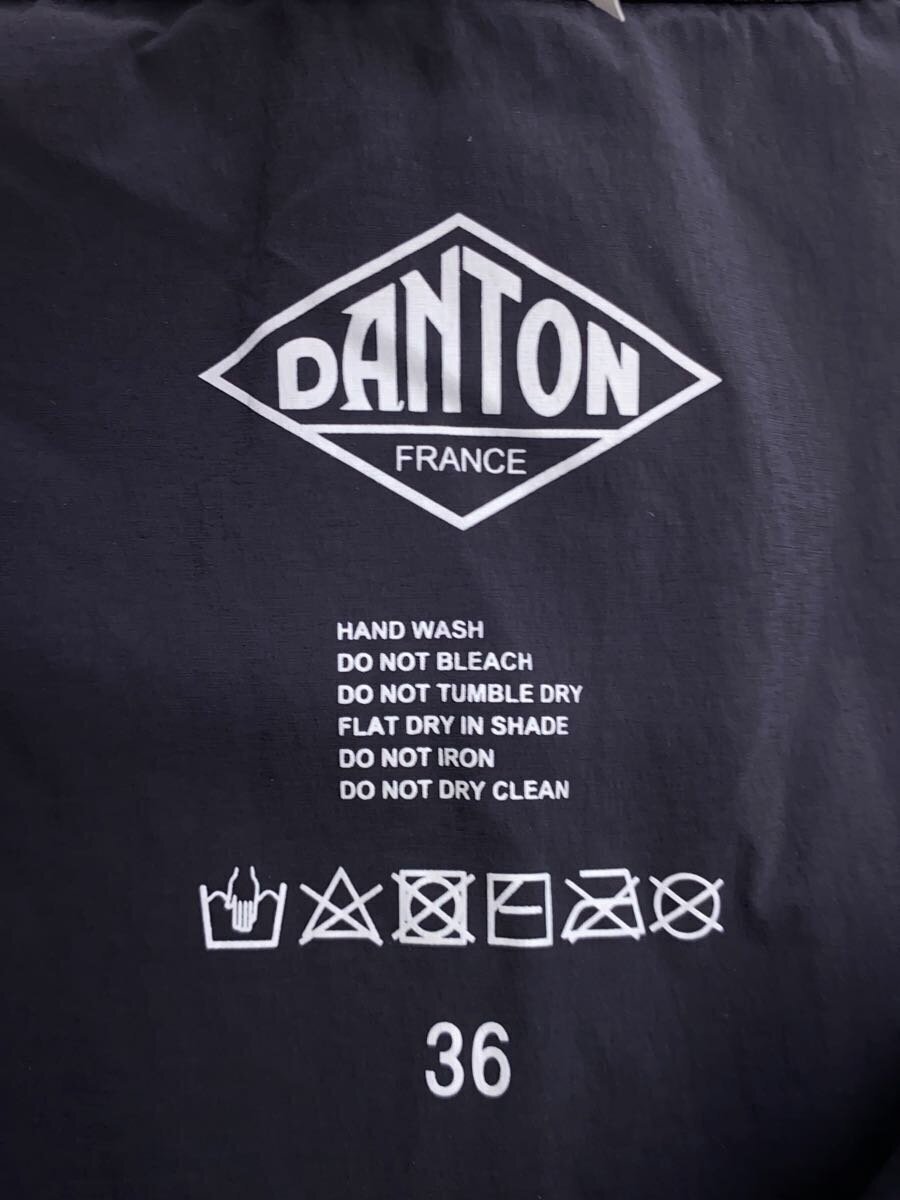 DANTON
FRANCE
HAND WASH
DO NOT BLEACH
DO NOT TUMBLE DRY
FLAT DRY IN SHADE
DO NOT IRON
DO NOT DRY CLEAN
36